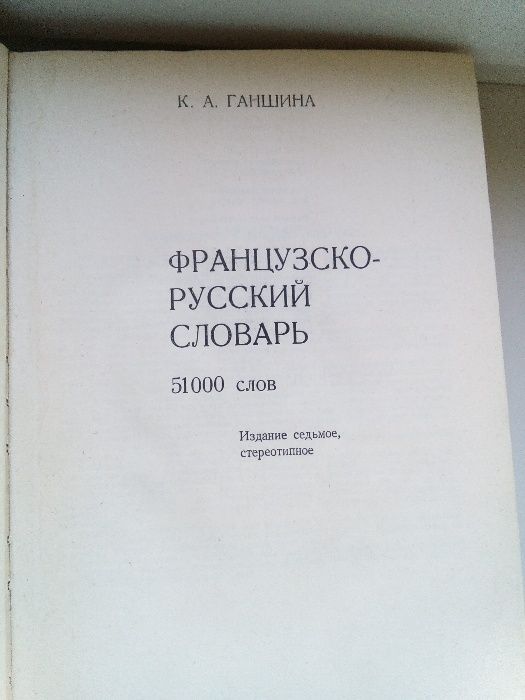 К. А. ГАНШИНА
ФРАНЦУЗСКО-
РУССКИЙ
СЛОВАРЬ
51000 слов
Издание седьмое,
стереотипное